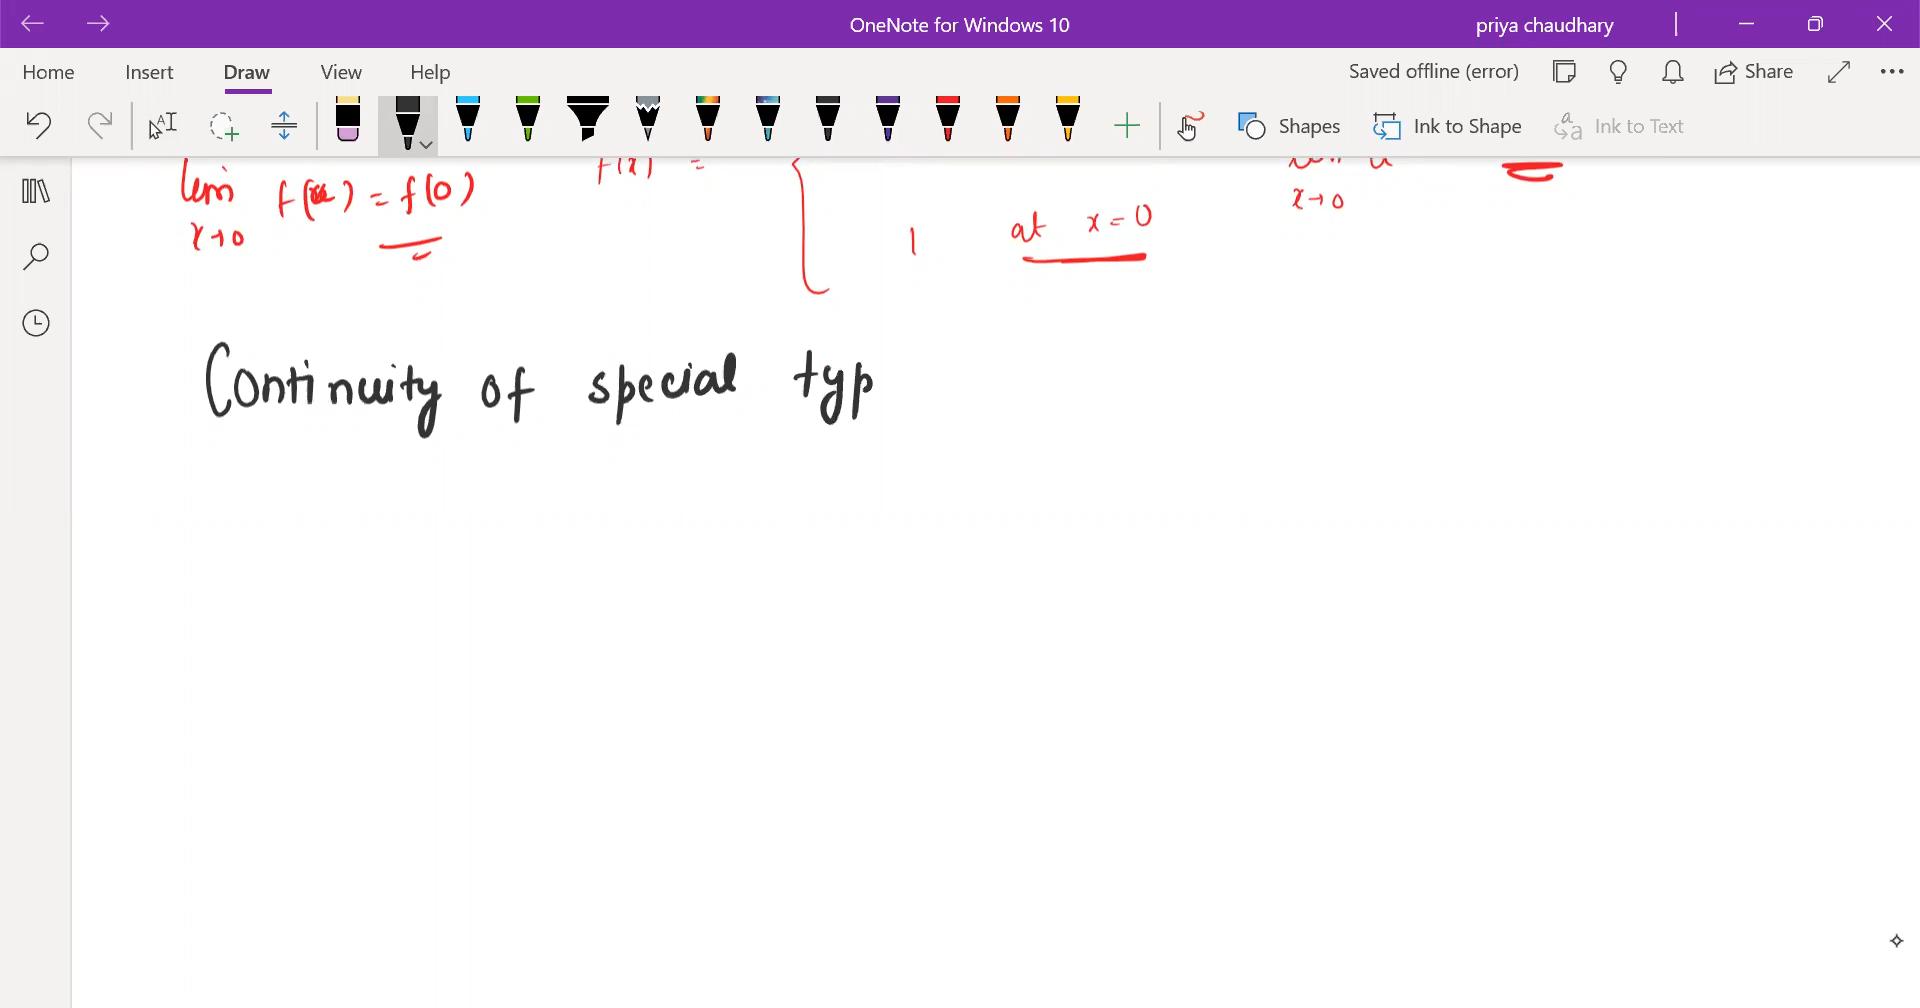 OneNote for Windows 10
priya chaudhary
Home Insert Draw View Help
Saved offline (error) Share
Shapes Ink to Shape Ink to Text
f(x) =
lim f(x) = f(0)
x→0
1 at x=0
x→0
Continuity of special typ